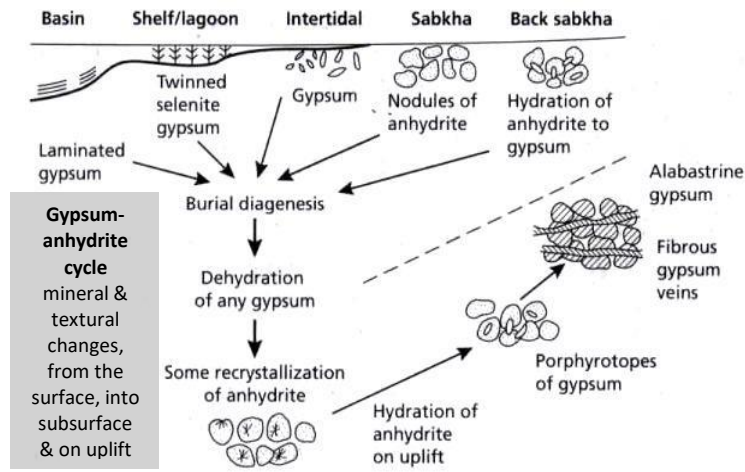 Basin Shelf/lagoon Intertidal Sabkha Back sabkha
Twinned
selenite
gypsum
Gypsum
Nodules of
anhydrite
Hydration of
anhydrite to
gypsum
Laminated
gypsum
Burial diagenesis
Alabastrine
gypsum
Fibrous
gypsum
veins
Gypsum-
anhydrite
cycle
mineral &
textural
changes,
from the
surface, into
subsurface
& on uplift
Dehydration
of any gypsum
Porphyrotopes
of gypsum
Some recrystallization
of anhydrite
Hydration of
anhydrite
on uplift